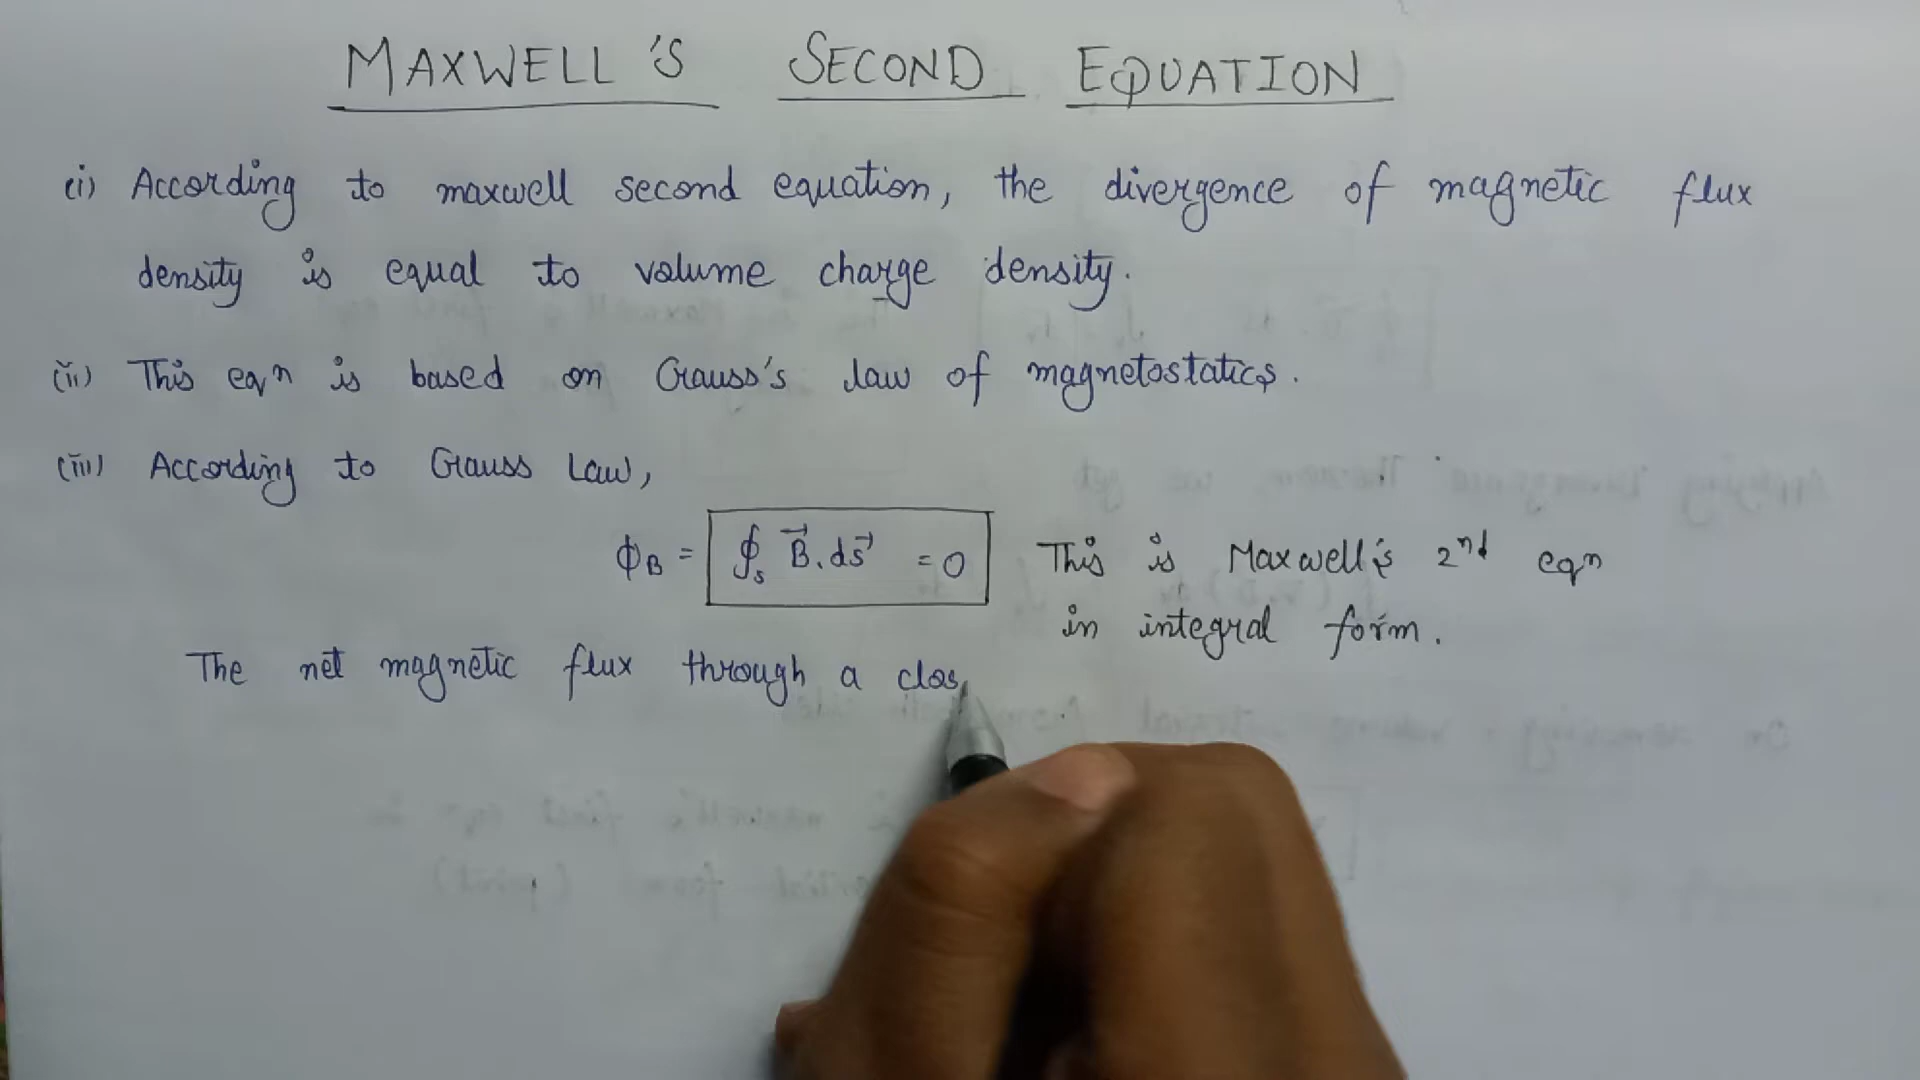 MAXWELL'S SECOND EQUATION
(i) According to maxwell second equation, the divergence of magnetic flux
density is equal to volume charge density.
(ii) This eqn is based on Gauss's law of magnetostatics.
(iii) According to Gauss Law,
ϕB = ∮s B⃗. ds⃗ = 0 This is Maxwell's 2nd eqn
in integral form.
The net magnetic flux through a clos